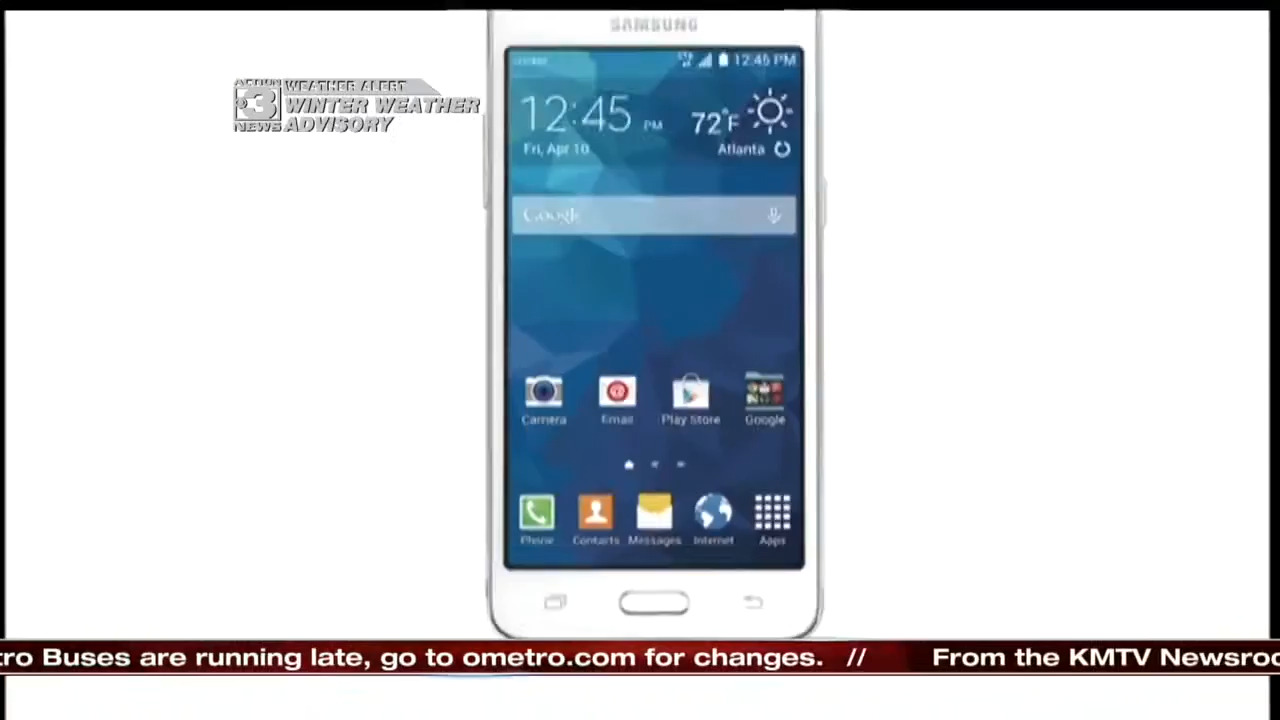 SAMSUNG
12:45 PM
ACTION 3 NEWS
WEATHER ALERT
WINTER WEATHER
ADVISORY
12:45 PM
72°F
Fri, Apr 10
Atlanta
Google
Camera Email Play Store Google
Phone Contacts Messages Internet Apps
tro Buses are running late, go to ometro.com for changes. // From the KMTV Newsroo